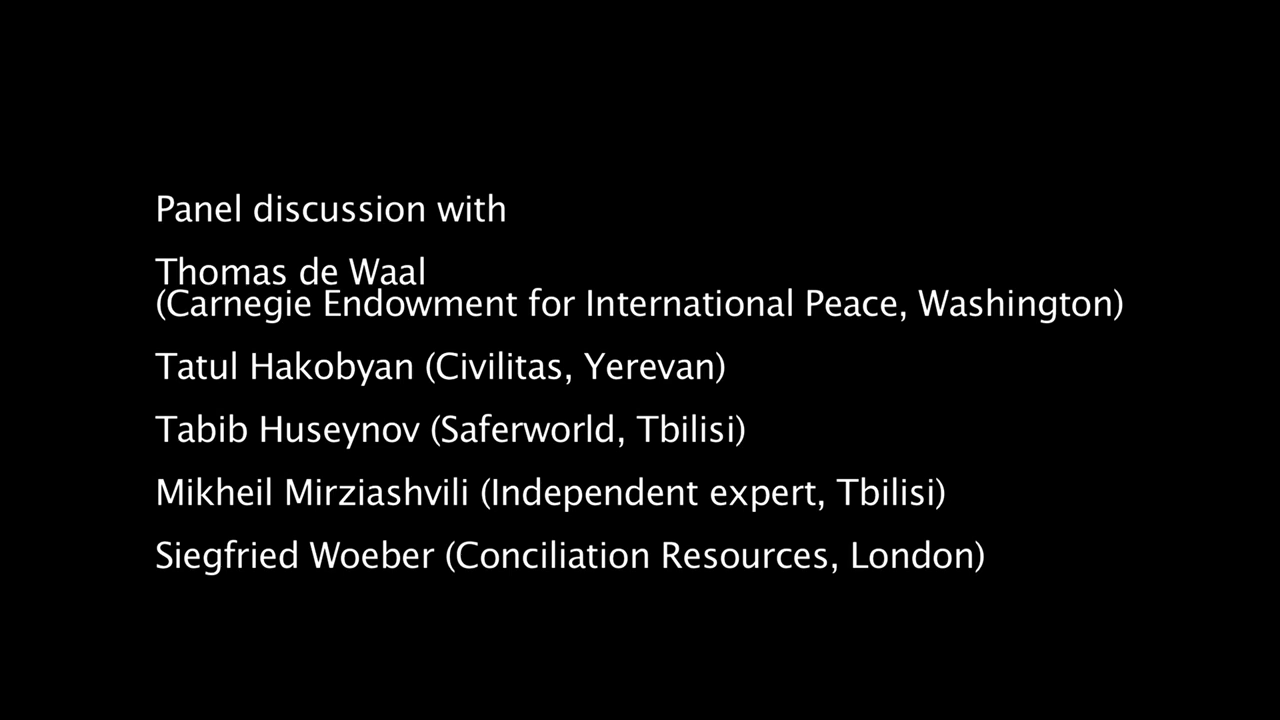 Panel discussion with
Thomas de Waal
(Carnegie Endowment for International Peace, Washington)
Tatul Hakobyan (Civilitas, Yerevan)
Tabib Huseynov (Saferworld, Tbilisi)
Mikheil Mirziashvili (Independent expert, Tbilisi)
Siegfried Woeber (Conciliation Resources, London)